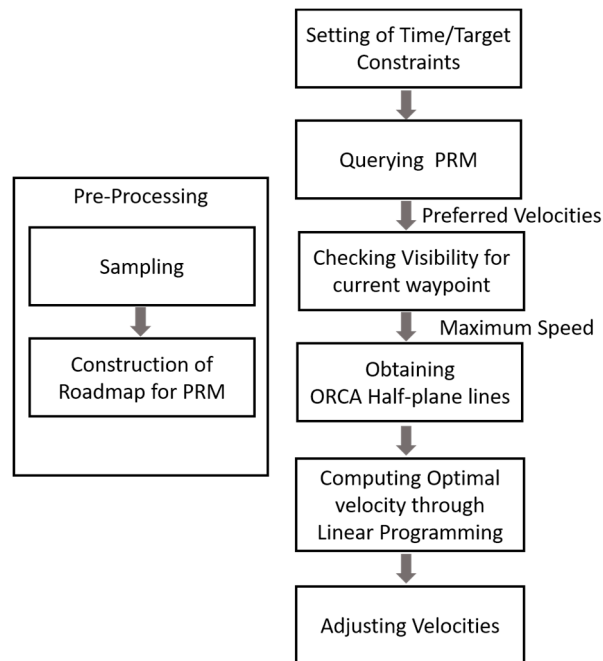 Setting of Time/Target
Constraints
Querying PRM
Preferred Velocities
Checking Visibility for
current waypoint
Maximum Speed
Obtaining
ORCA Half-plane lines
Computing Optimal
velocity through
Linear Programming
Adjusting Velocities
Pre-Processing
Sampling
Construction of
Roadmap for PRM